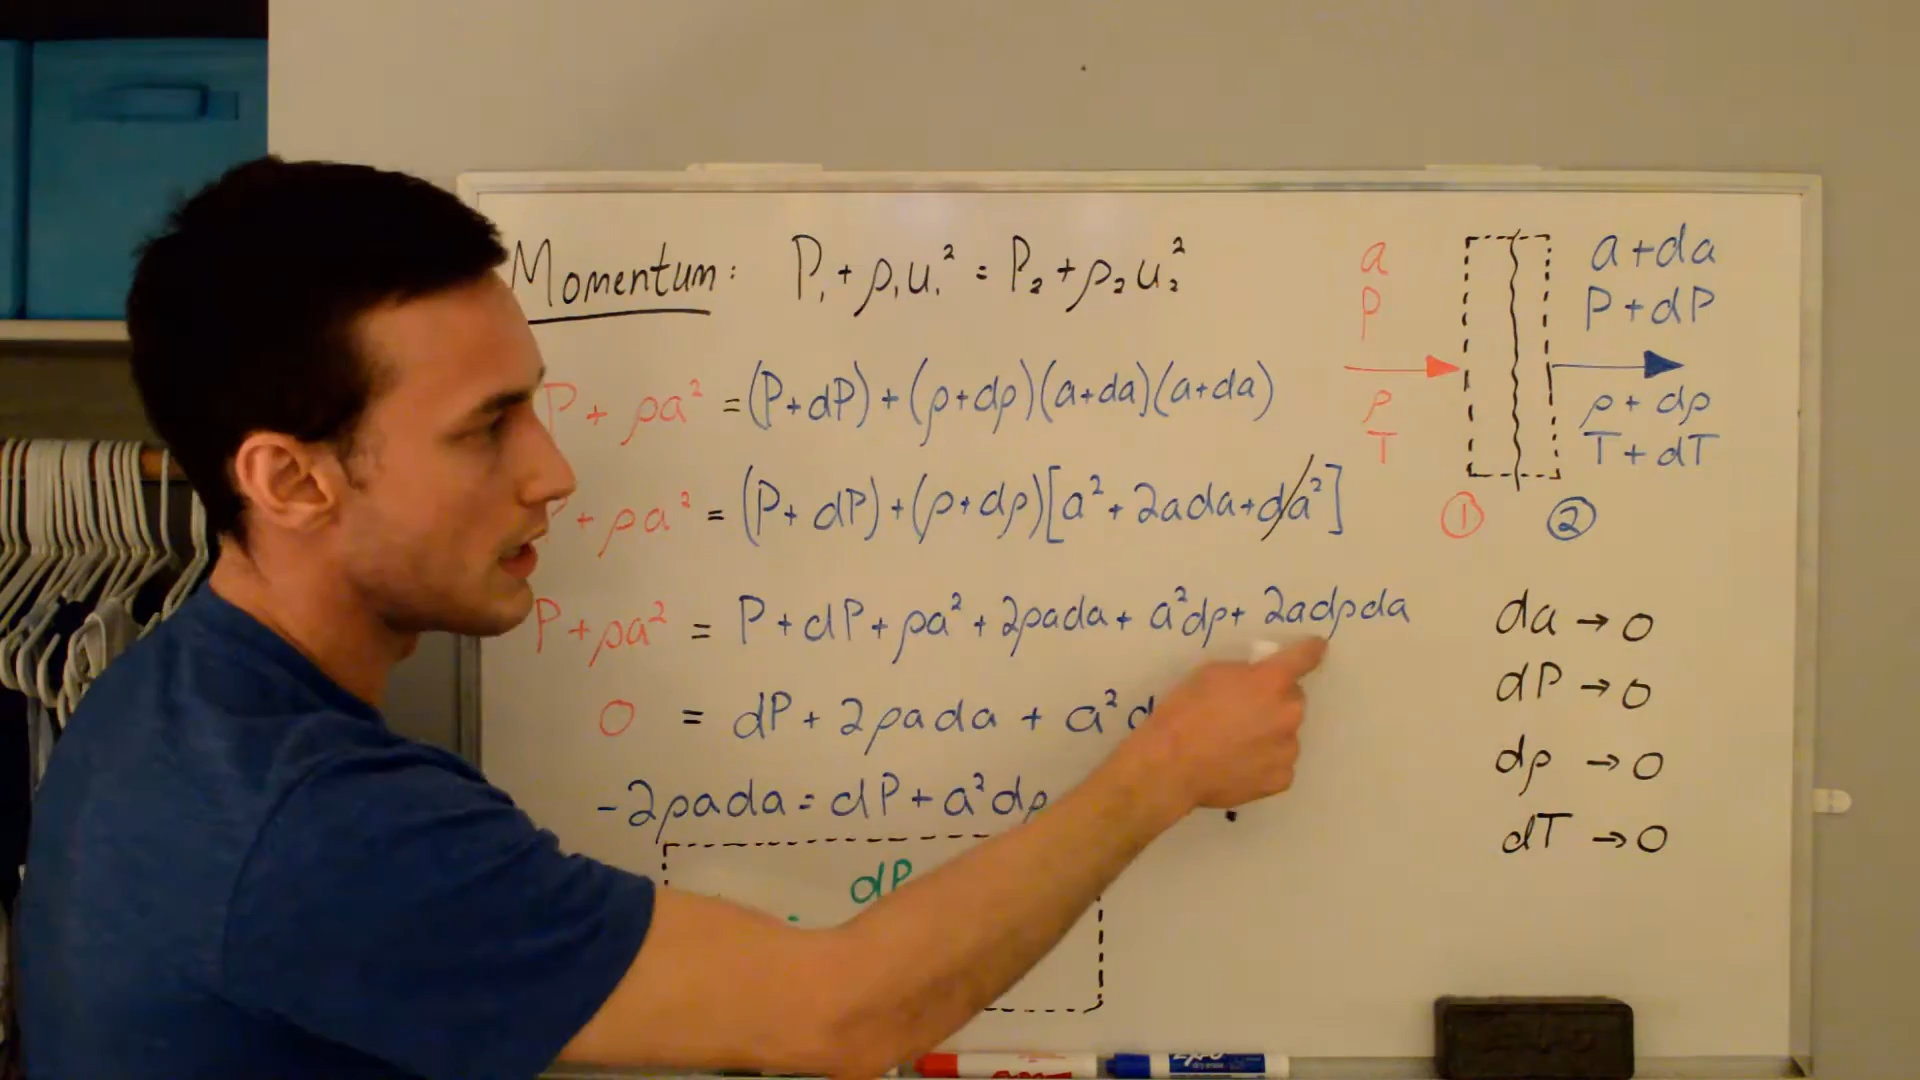 Momentum: P₁ + ρ₁u₁² = P₂ + ρ₂u₂²
P + ρa² = (P+dP) + (ρ+dρ)(a+da)(a+da)
+ ρa² = (P+dP) + (ρ+dρ)[a² + 2ada + da²]
P + ρa² = P + dP + ρa² + 2ρada + a²dρ + 2adρda
0 = dP + 2ρada + a²d
-2ρada = dP + a²dρ
dP
a
P
ρ
T
①
a+da
P+dP
ρ+dρ
T+dT
②
da → 0
dP → 0
dρ → 0
dT → 0
EXPO